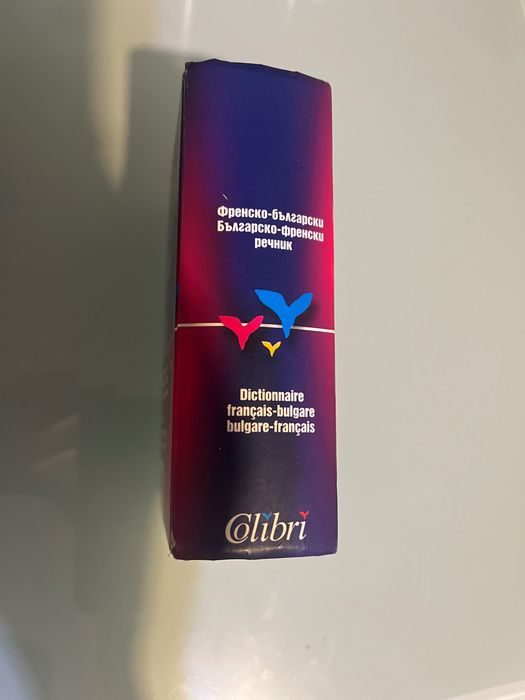 Френско-български
Българско-френски
речник
Dictionnaire
français-bulgare
bulgare-français
Colibri